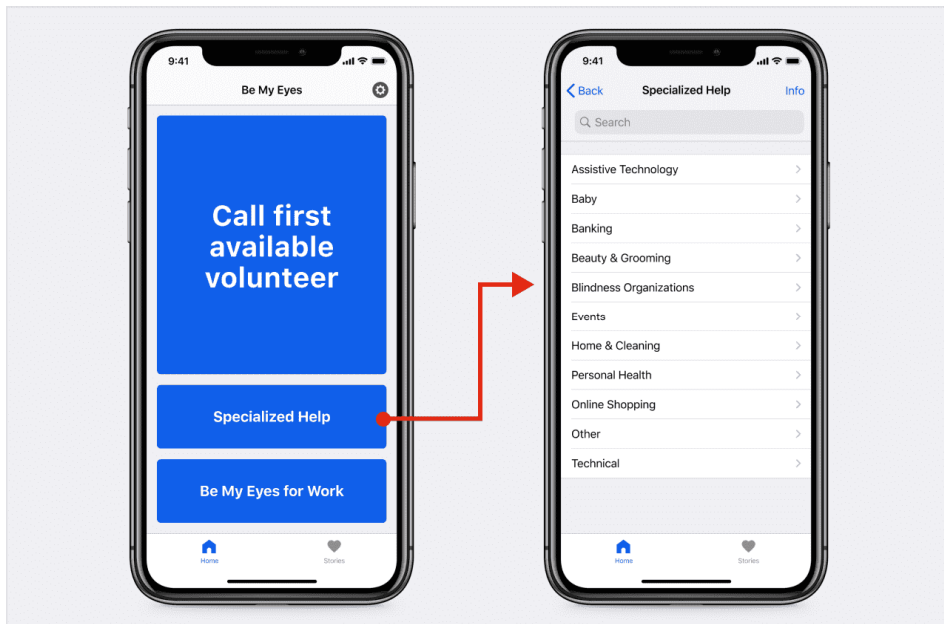 9:41
Be My Eyes
Call first
available
volunteer
Specialized Help
Be My Eyes for Work
Home
Stories
9:41
Back
Specialized Help
Info
Search
Assistive Technology
Baby
Banking
Beauty & Grooming
Blindness Organizations
Events
Home & Cleaning
Personal Health
Online Shopping
Other
Technical
Home
Stories